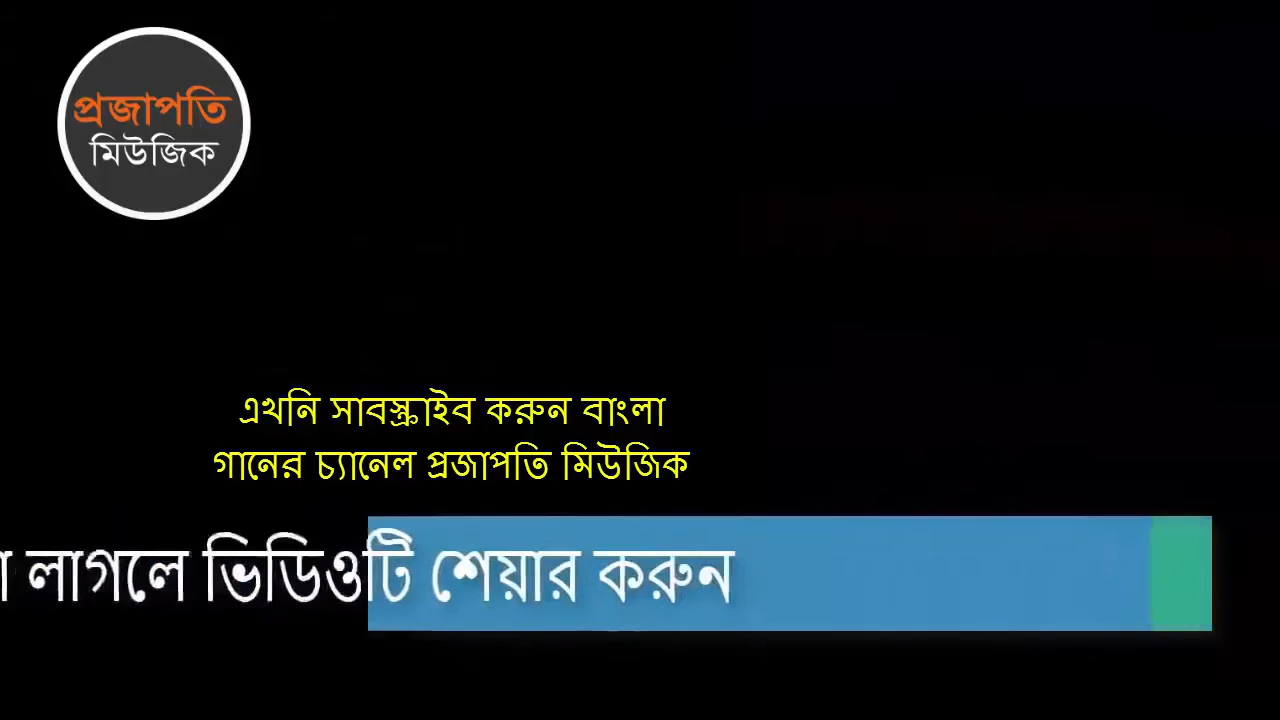 প্রজাপতি
মিউজিক
এখনি সাবস্ক্রাইব করুন বাংলা
গানের চ্যানেল প্রজাপতি মিউজিক
লাগলে ভিডিওটি শেয়ার করুন